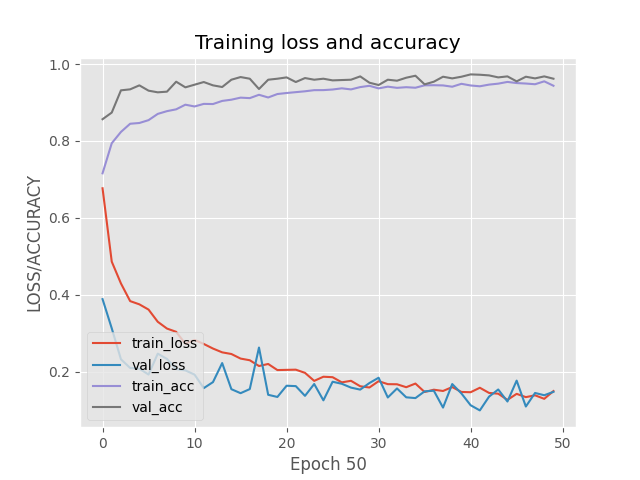 Training loss and accuracy
1.0
0.8
0.6
0.4
0.2
LOSS/ACCURACY
train_loss
val_loss
train_acc
val_acc
0 10 20 30 40 50
Epoch 50